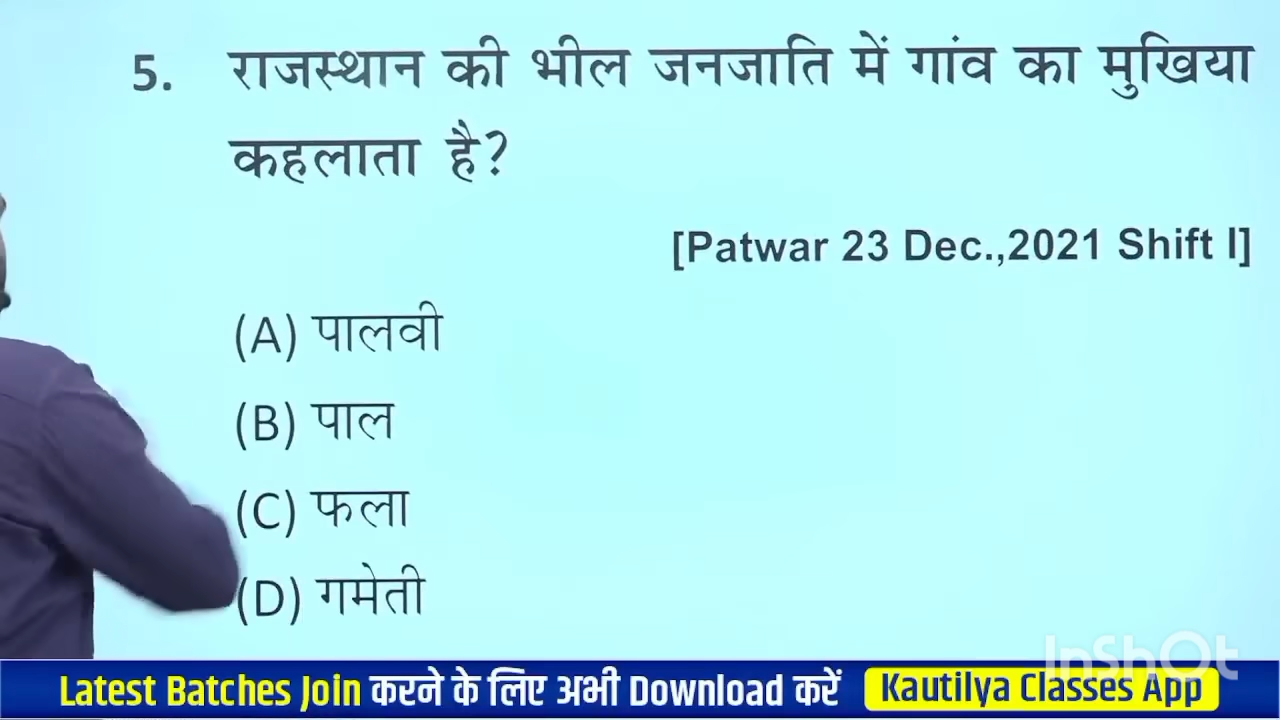 5. राजस्थान की भील जनजाति में गांव का मुखिया
कहलाता है?
[Patwar 23 Dec.,2021 Shift I]
(A) पालवी
(B) पाल
(C) फला
(D) गमेती
InShOt
Latest Batches Join करने के लिए अभी Download करें Kautilya Classes App